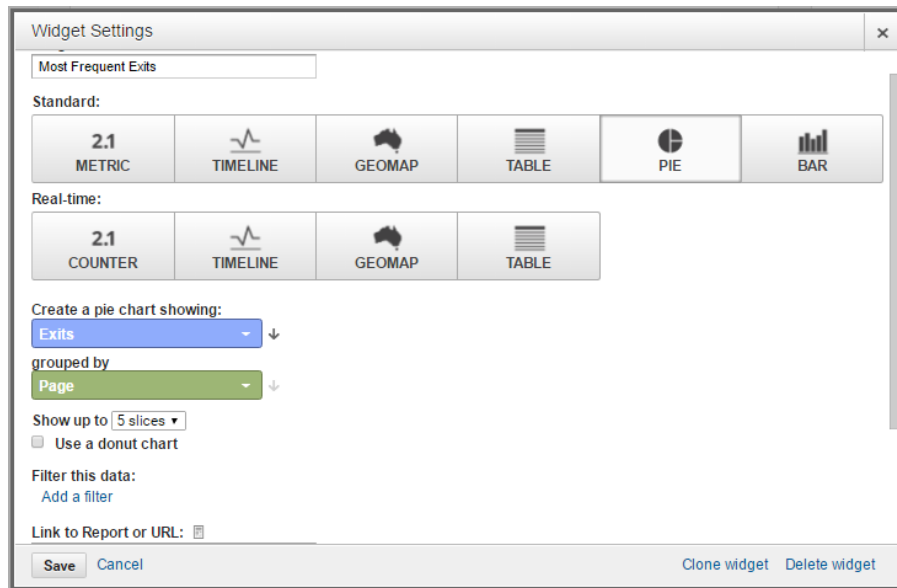 Widget Settings
Most Frequent Exits
Standard:
2.1
METRIC
TIMELINE
GEOMAP
TABLE
PIE
BAR
Real-time:
2.1
COUNTER
TIMELINE
GEOMAP
TABLE
Create a pie chart showing:
Exits
grouped by
Page
Show up to 5 slices
Use a donut chart
Filter this data:
Add a filter
Link to Report or URL:
Save Cancel Clone widget Delete widget